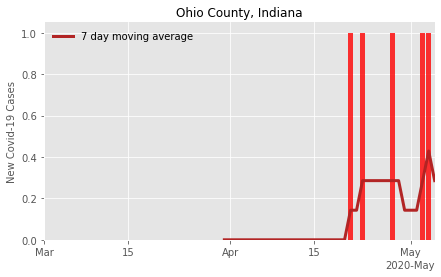 Ohio County, Indiana
7 day moving average
New Covid-19 Cases
1.0
0.8
0.6
0.4
0.2
0.0
Mar
15
Apr
15
May
2020-May